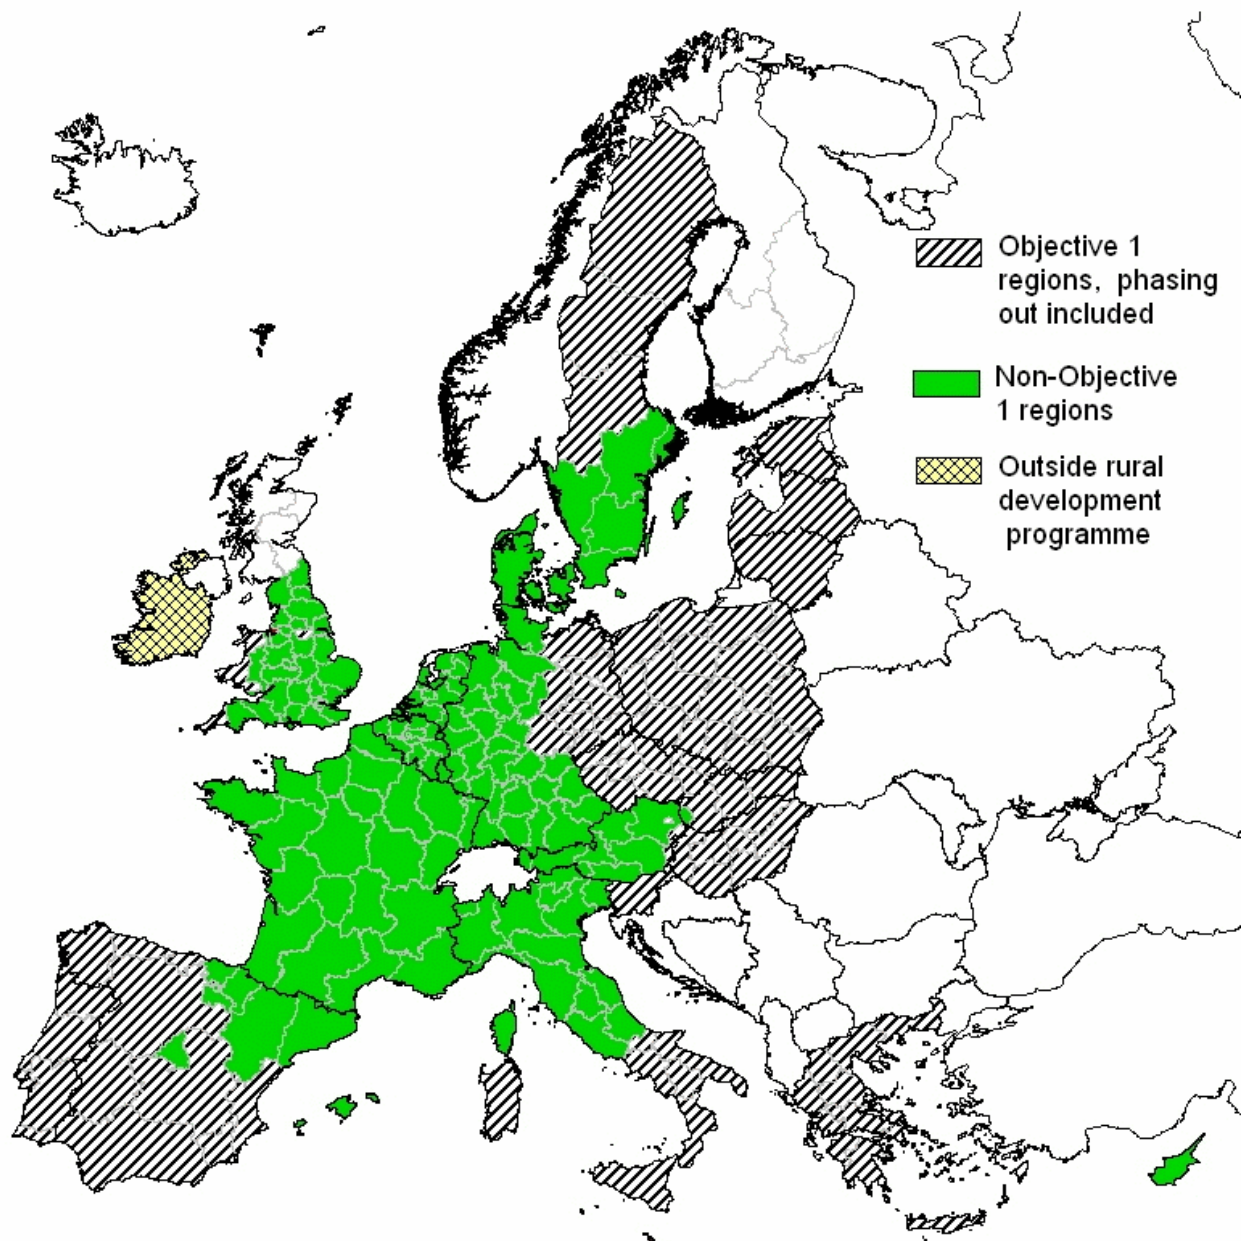 Objective 1
regions, phasing
out included
Non-Objective
1 regions
Outside rural
development
programme